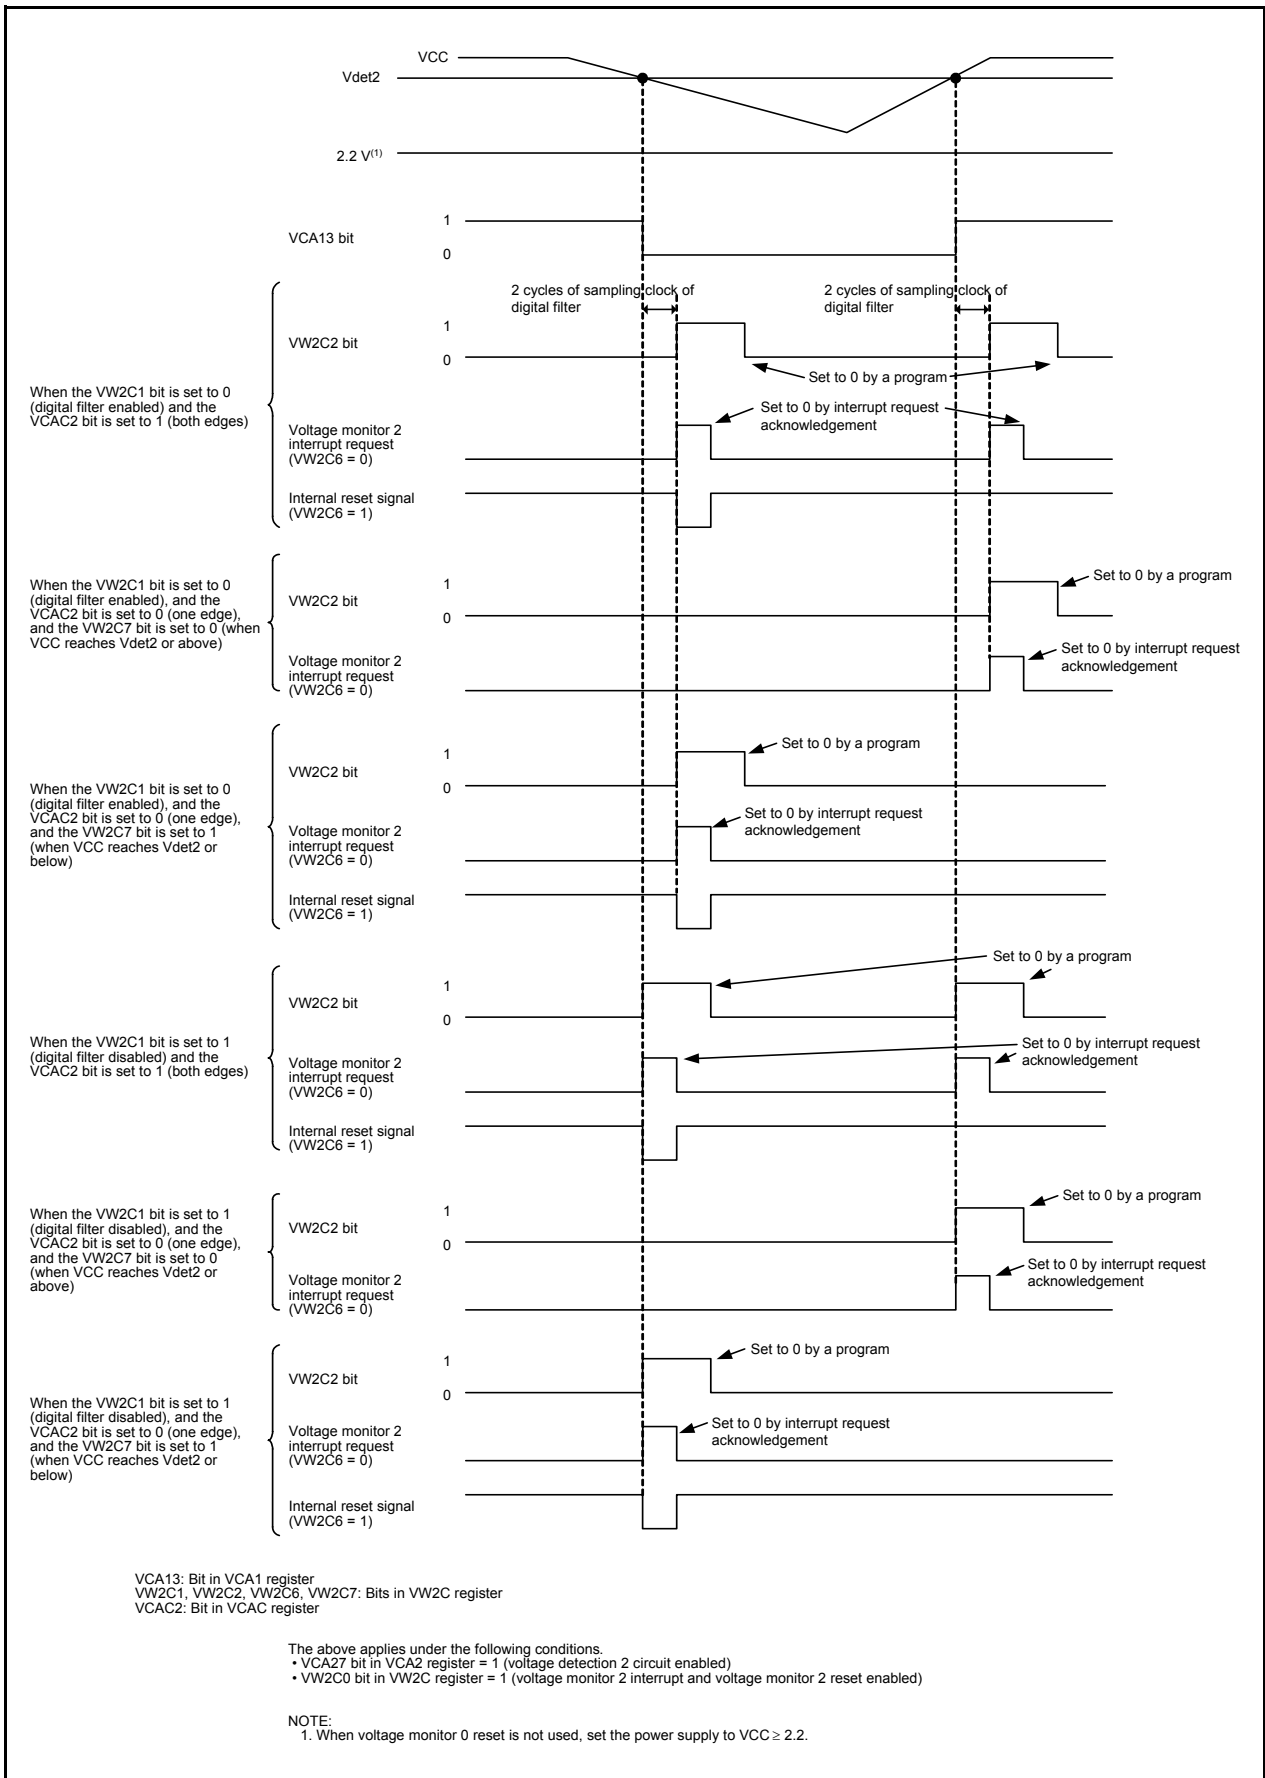 VCC
Vdet2
2.2 V(1)
1
VCA13 bit
0
2 cycles of sampling clock of
digital filter
2 cycles of sampling clock of
digital filter
1
VW2C2 bit
0
Set to 0 by a program
When the VW2C1 bit is set to 0
(digital filter enabled) and the
VCAC2 bit is set to 1 (both edges)
Set to 0 by interrupt request
acknowledgement
Voltage monitor 2
interrupt request
(VW2C6 = 0)
Internal reset signal
(VW2C6 = 1)
When the VW2C1 bit is set to 0
(digital filter enabled), and the
VCAC2 bit is set to 0 (one edge),
and the VW2C7 bit is set to 0 (when
VCC reaches Vdet2 or above)
1
VW2C2 bit
0
Set to 0 by a program
Voltage monitor 2
interrupt request
(VW2C6 = 0)
Set to 0 by interrupt request
acknowledgement
When the VW2C1 bit is set to 0
(digital filter enabled), and the
VCAC2 bit is set to 0 (one edge),
and the VW2C7 bit is set to 1
(when VCC reaches Vdet2 or
below)
1
VW2C2 bit
0
Set to 0 by a program
Voltage monitor 2
interrupt request
(VW2C6 = 0)
Set to 0 by interrupt request
acknowledgement
Internal reset signal
(VW2C6 = 1)
When the VW2C1 bit is set to 1
(digital filter disabled) and the
VCAC2 bit is set to 1 (both edges)
1
VW2C2 bit
0
Set to 0 by a program
Voltage monitor 2
interrupt request
(VW2C6 = 0)
Set to 0 by interrupt request
acknowledgement
Internal reset signal
(VW2C6 = 1)
When the VW2C1 bit is set to 1
(digital filter disabled), and the
VCAC2 bit is set to 0 (one edge),
and the VW2C7 bit is set to 0
(when VCC reaches Vdet2 or
above)
1
VW2C2 bit
0
Set to 0 by a program
Voltage monitor 2
interrupt request
(VW2C6 = 0)
Set to 0 by interrupt request
acknowledgement
When the VW2C1 bit is set to 1
(digital filter disabled), and the
VCAC2 bit is set to 0 (one edge),
and the VW2C7 bit is set to 1
(when VCC reaches Vdet2 or
below)
1
VW2C2 bit
0
Set to 0 by a program
Voltage monitor 2
interrupt request
(VW2C6 = 0)
Set to 0 by interrupt request
acknowledgement
Internal reset signal
(VW2C6 = 1)
VCA13: Bit in VCA1 register
VW2C1, VW2C2, VW2C6, VW2C7: Bits in VW2C register
VCAC2: Bit in VCAC register
The above applies under the following conditions.
• VCA27 bit in VCA2 register = 1 (voltage detection 2 circuit enabled)
• VW2C0 bit in VW2C register = 1 (voltage monitor 2 interrupt and voltage monitor 2 reset enabled)
NOTE:
1. When voltage monitor 0 reset is not used, set the power supply to VCC ≥ 2.2.